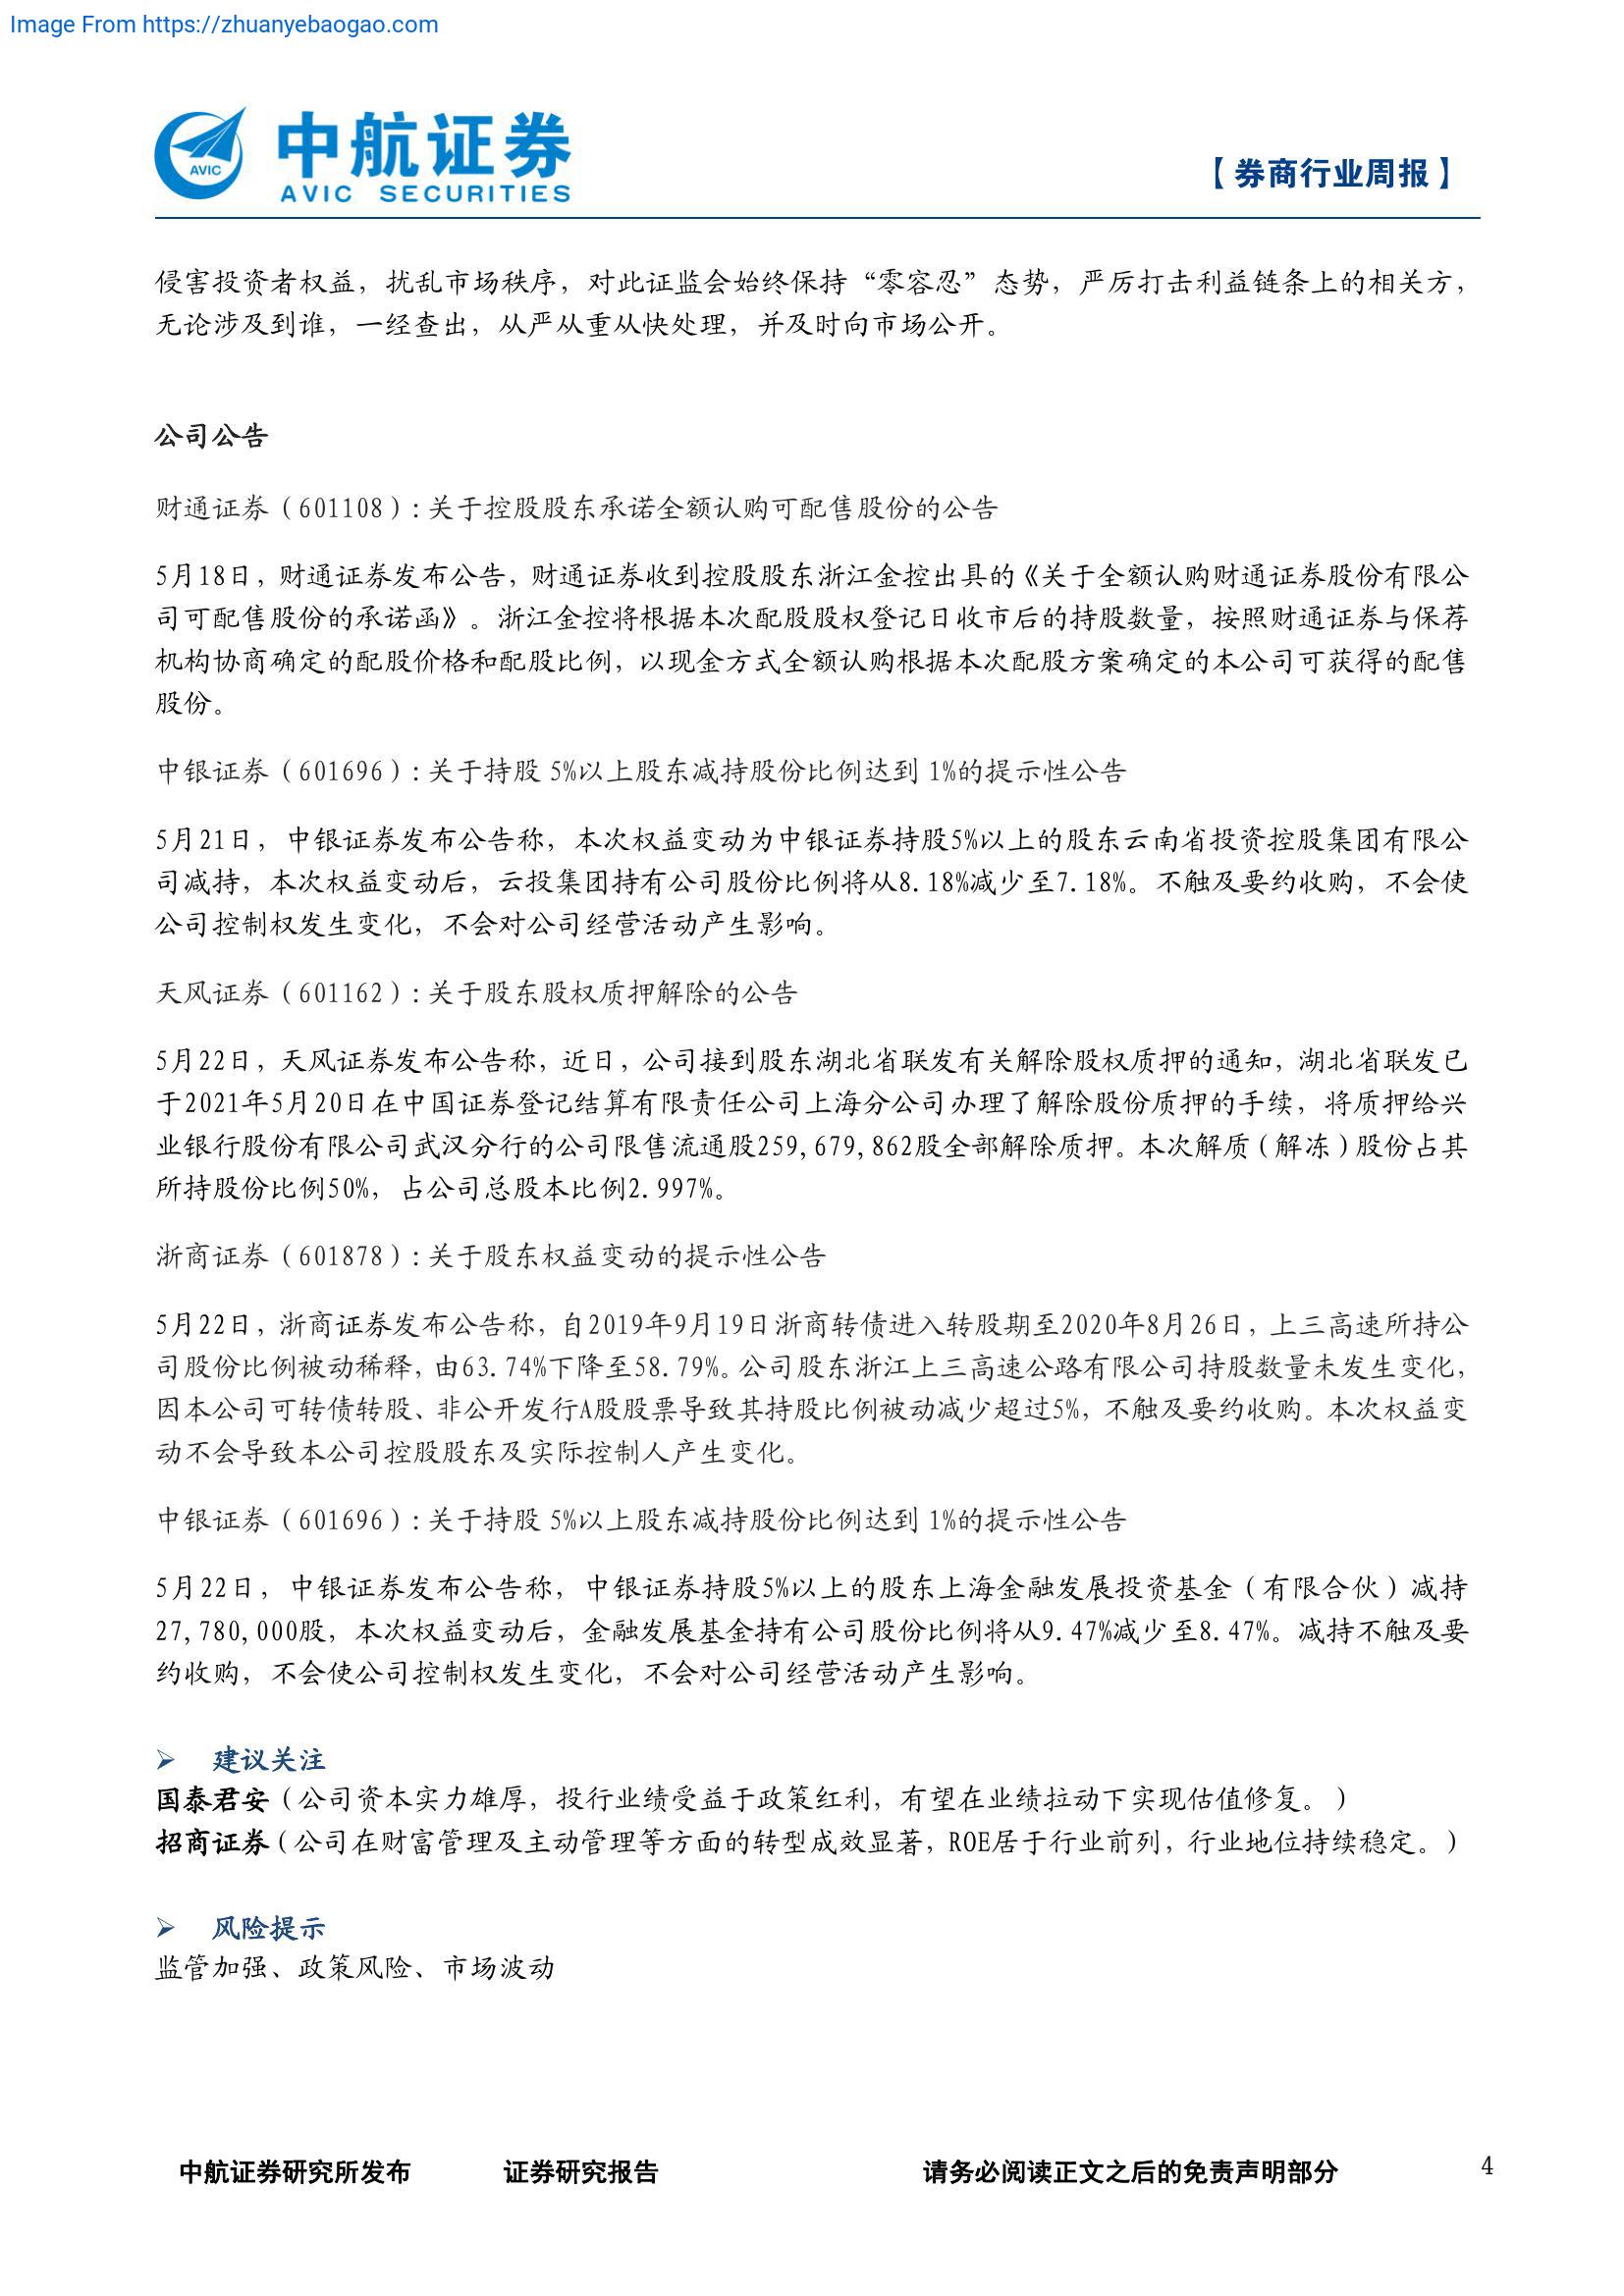 Image From https://zhuanyebaogao.com
AVIC
中航证券
AVIC SECURITIES
【券商行业周报】
侵害投资者权益，扰乱市场秩序，对此证监会始终保持“零容忍”态势，严厉打击利益链条上的相关方，
无论涉及到谁，一经查出，从严从重从快处理，并及时向市场公开。
公司公告
财通证券（601108）：关于控股股东承诺全额认购可配售股份的公告
5月18日，财通证券发布公告，财通证券收到控股股东浙江金控出具的《关于全额认购财通证券股份有限公
司可配售股份的承诺函》。浙江金控将根据本次配股股权登记日收市后的持股数量，按照财通证券与保荐
机构协商确定的配股价格和配股比例，以现金方式全额认购根据本次配股方案确定的本公司可获得的配售
股份。
中银证券（601696）：关于持股 5%以上股东减持股份比例达到 1%的提示性公告
5月21日，中银证券发布公告称，本次权益变动为中银证券持股5%以上的股东云南省投资控股集团有限公
司减持，本次权益变动后，云投集团持有公司股份比例将从8.18%减少至7.18%。不触及要约收购，不会使
公司控制权发生变化，不会对公司经营活动产生影响。
天风证券（601162）：关于股东股权质押解除的公告
5月22日，天风证券发布公告称，近日，公司接到股东湖北省联发有关解除股权质押的通知，湖北省联发已
于2021年5月20日在中国证券登记结算有限责任公司上海分公司办理了解除股份质押的手续，将质押给兴
业银行股份有限公司武汉分行的公司限售流通股259,679,862股全部解除质押。本次解质（解冻）股份占其
所持股份比例50%，占公司总股本比例2.997%。
浙商证券（601878）：关于股东权益变动的提示性公告
5月22日，浙商证券发布公告称，自2019年9月19日浙商转债进入转股期至2020年8月26日，上三高速所持公
司股份比例被动稀释，由63.74%下降至58.79%。公司股东浙江上三高速公路有限公司持股数量未发生变化，
因本公司可转债转股、非公开发行A股股票导致其持股比例被动减少超过5%，不触及要约收购。本次权益变
动不会导致本公司控股股东及实际控制人产生变化。
中银证券（601696）：关于持股 5%以上股东减持股份比例达到 1%的提示性公告
5月22日，中银证券发布公告称，中银证券持股5%以上的股东上海金融发展投资基金（有限合伙）减持
27,780,000股，本次权益变动后，金融发展基金持有公司股份比例将从9.47%减少至8.47%。减持不触及要
约收购，不会使公司控制权发生变化，不会对公司经营活动产生影响。
➢ 建议关注
国泰君安（公司资本实力雄厚，投行业绩受益于政策红利，有望在业绩拉动下实现估值修复。）
招商证券（公司在财富管理及主动管理等方面的转型成效显著，ROE居于行业前列，行业地位持续稳定。）
➢ 风险提示
监管加强、政策风险、市场波动
中航证券研究所发布 证券研究报告 请务必阅读正文之后的免责声明部分 4